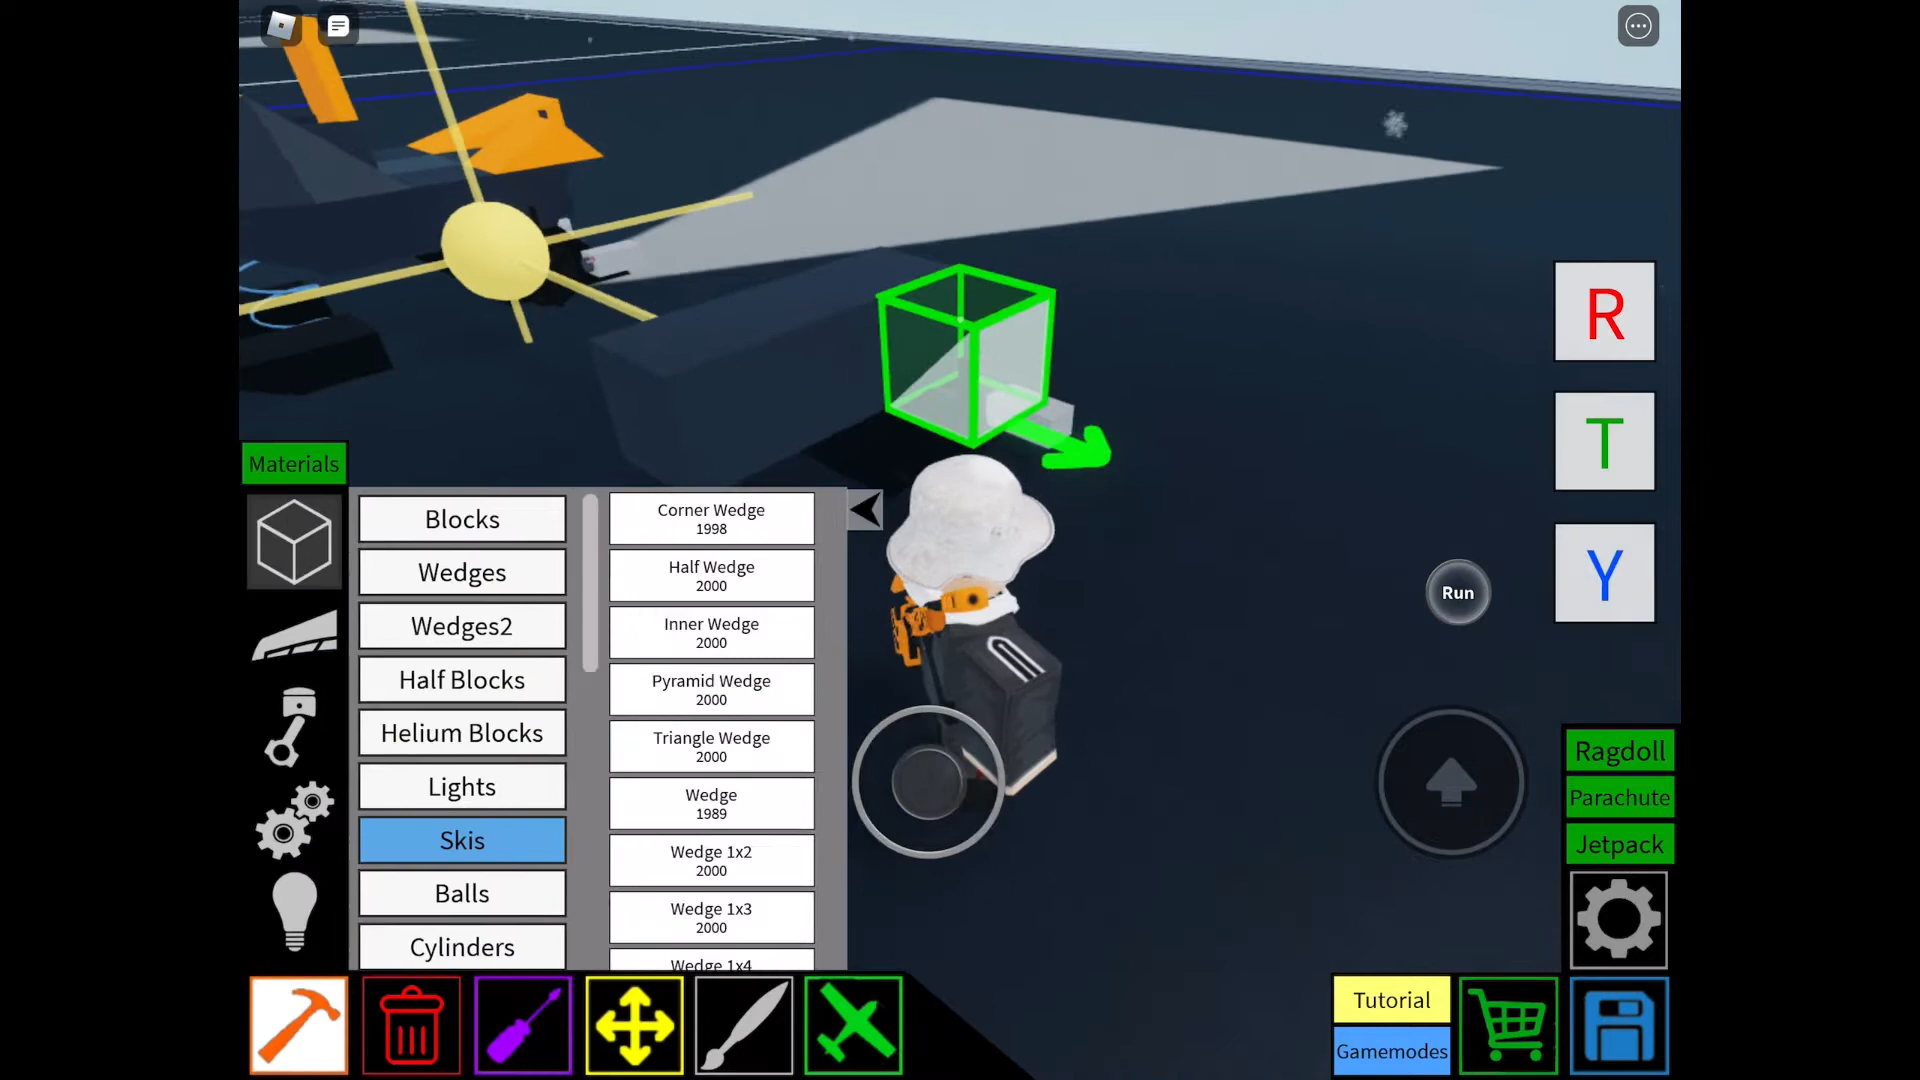 R
T
Y
Run
Materials
Blocks
Wedges
Wedges2
Half Blocks
Helium Blocks
Lights
Skis
Balls
Cylinders
Corner Wedge
1998
Half Wedge
2000
Inner Wedge
2000
Pyramid Wedge
2000
Triangle Wedge
2000
Wedge
1989
Wedge 1x2
2000
Wedge 1x3
2000
Wedge 1x4
Ragdoll
Parachute
Jetpack
Tutorial
Gamemodes